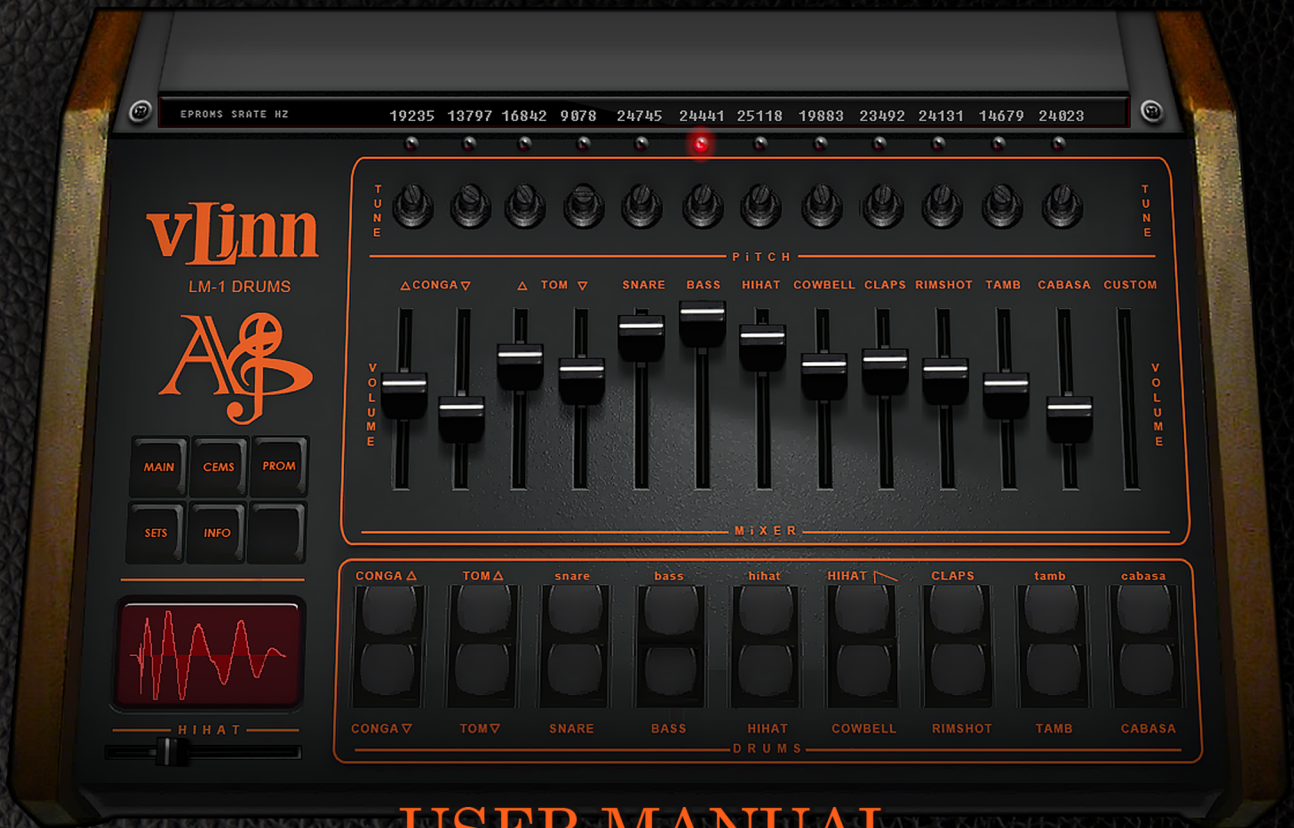 EPROMS SRATE HZ 19235 13797 16842 9078 24745 24441 25118 19883 23492 24131 14679 24023
vLinn
LM-1 DRUMS
TUNE
TUNE
PiTCH
△CONGA▽ △ TOM ▽ SNARE BASS HIHAT COWBELL CLAPS RIMSHOT TAMB CABASA CUSTOM
VOLUME
VOLUME
MiXER
MAIN CEMS PROM
SETS INFO
HIHAT
CONGA △ TOM△ snare bass hihat HIHAT CLAPS tamb cabasa
CONGA▽ TOM▽ SNARE BASS HIHAT COWBELL RIMSHOT TAMB CABASA
DRUMS
USER MANUAL